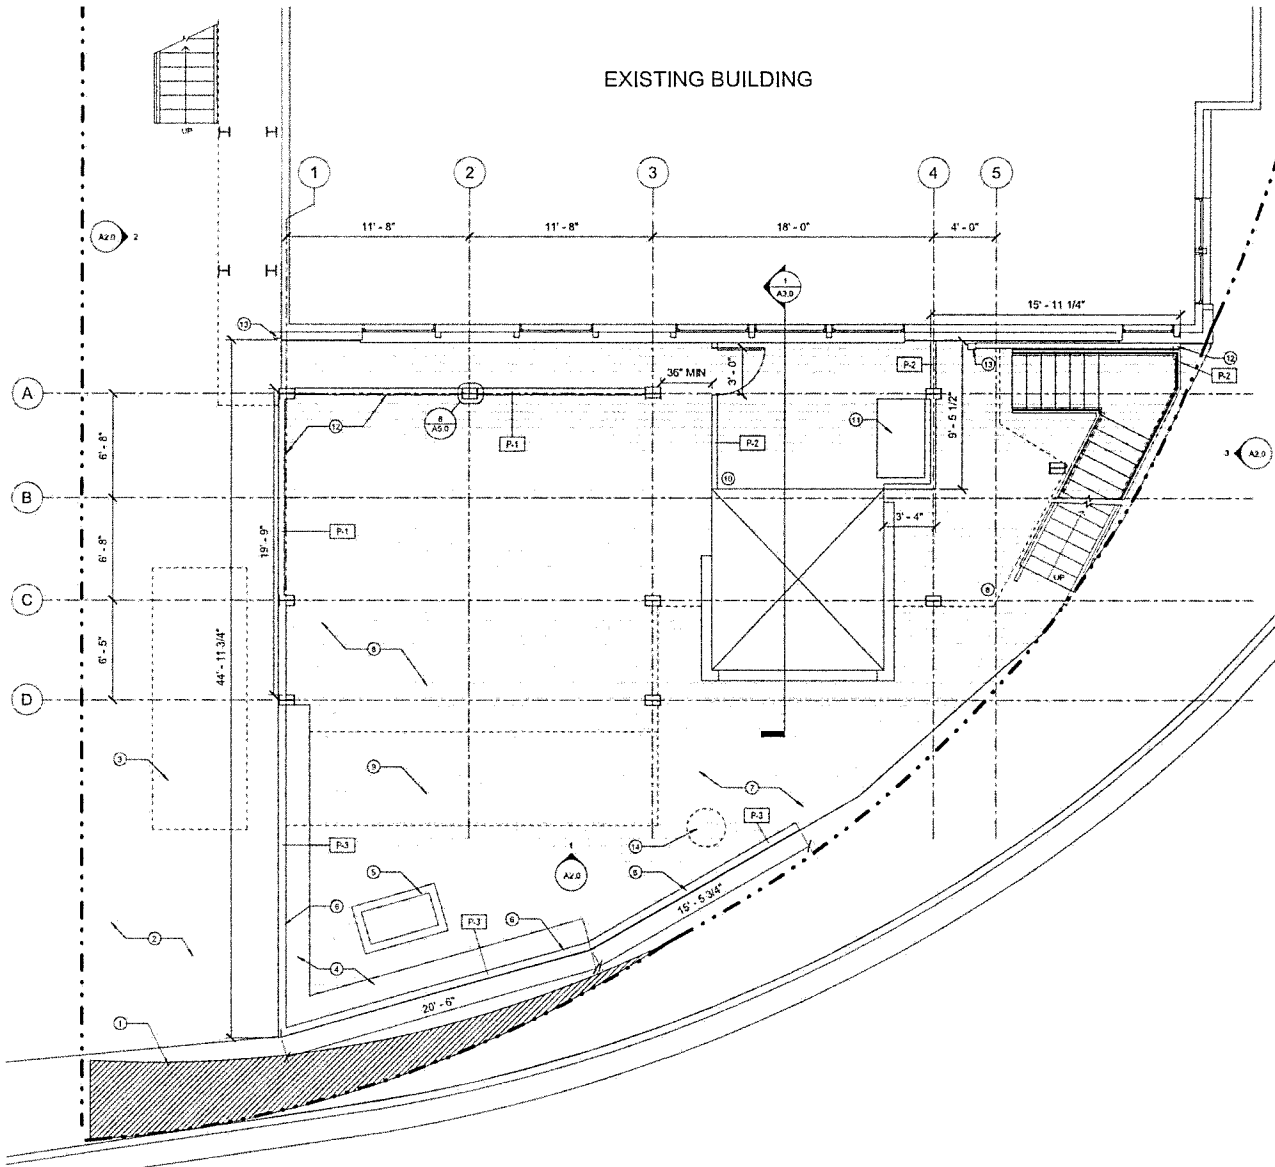 EXISTING BUILDING
UP
1
2
3
4
5
A2.0
2
11' - 8"
11' - 8"
18' - 0"
4' - 0"
1
A3.0
15' - 11 1/4"
13
36" MIN
3' - 0"
P-2
13
12
P-2
A
8
A5.0
12
P-1
P-2
11
9' - 5 1/2"
3
A2.0
6' - 8"
10
B
3' - 4"
P-1
19' - 9"
6' - 8"
UP
8
C
6' - 5"
44' - 11 3/4"
8
D
3
9
7
P-3
P-3
14
1
A2.0
5
8
15' - 5 3/4"
6
P-3
6
2
4
20' - 6"
1